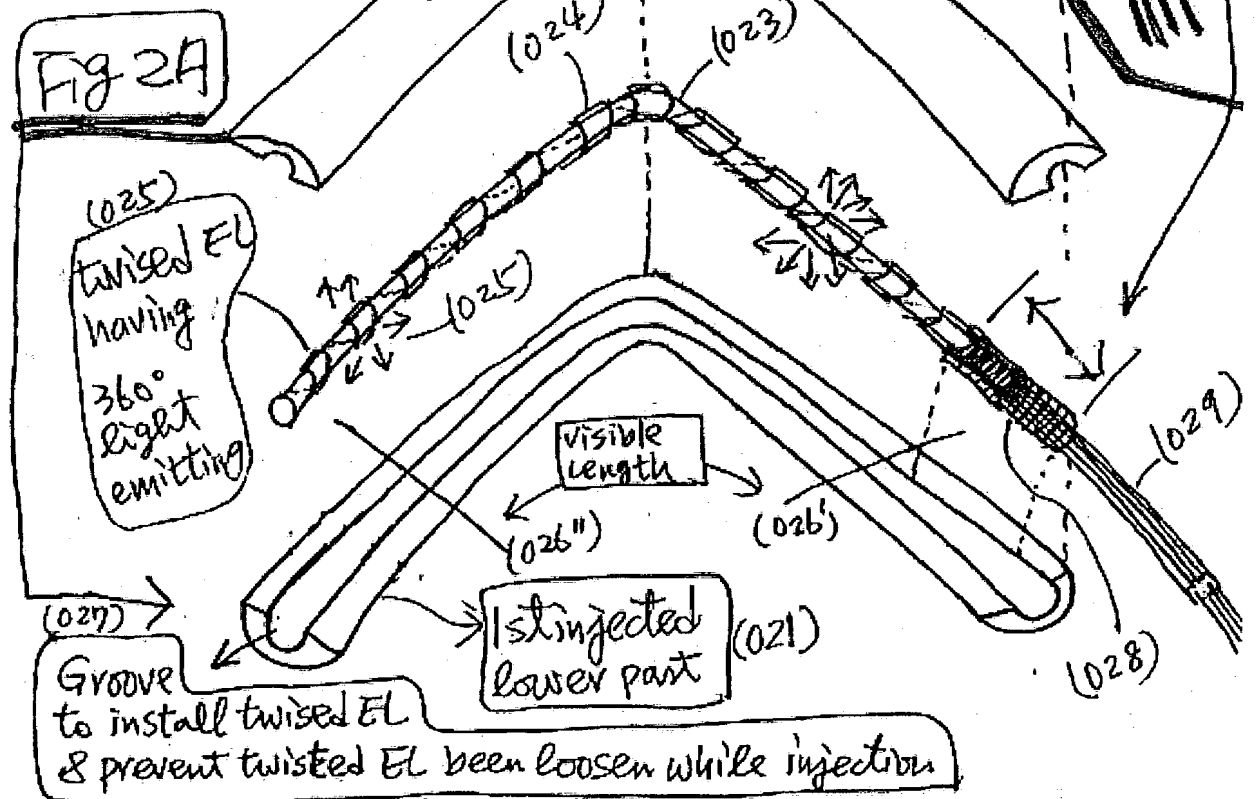 Fig 2A
(024)
(023)
(025)
twised EL
having
360°
light
emitting
(025)
visible
Length
(026")
(026')
(029)
(028)
1st injected
lower part
(021)
(027)
Groove
to install twised EL
& prevent twisted EL been loosen while injection